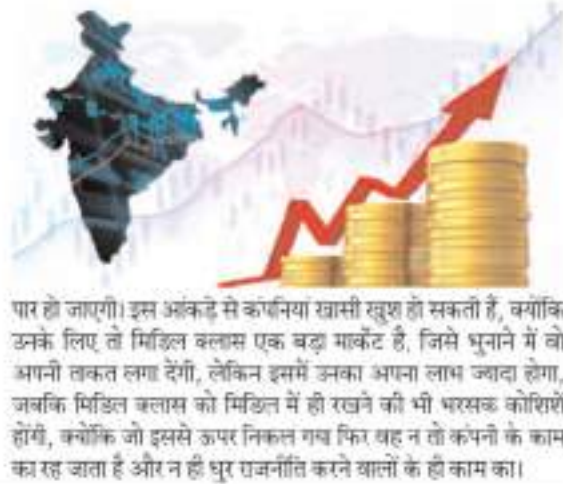 पार हो जाएगी। इस आंकड़े से कंपनियां खासी खुश हो सकती हैं, क्योंकि
उनके लिए तो मिडिल क्लास एक बड़ा मार्केट है, जिसे भुनाने में वो
अपनी ताकत लगा देंगी, लेकिन इसमें उनका अपना लाभ ज्यादा होगा,
जबकि मिडिल क्लास को मिडिल में ही रखने की भी भरसक कोशिशें
होंगी, क्योंकि जो इससे ऊपर निकल गया फिर वह न तो कंपनी के काम
का रह जाता है और न ही धुर राजनीति करने वालों के ही काम का।